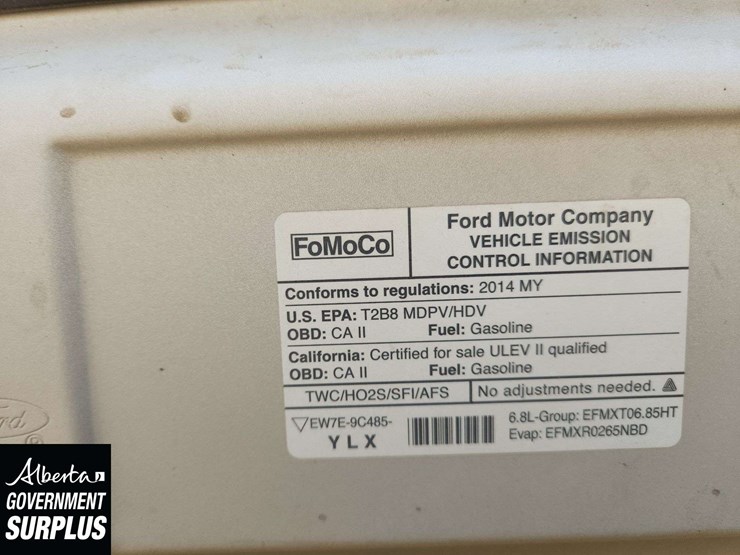 FoMoCo
Ford Motor Company
VEHICLE EMISSION
CONTROL INFORMATION
Conforms to regulations: 2014 MY
U.S. EPA: T2B8 MDPV/HDV
OBD: CA II Fuel: Gasoline
California: Certified for sale ULEV II qualified
OBD: CA II Fuel: Gasoline
TWC/HO2S/SFI/AFS No adjustments needed.
EW7E-9C485-
YLX
6.8L-Group: EFMXT06.85HT
Evap: EFMXR0265NBD
Alberta
GOVERNMENT
SURPLUS